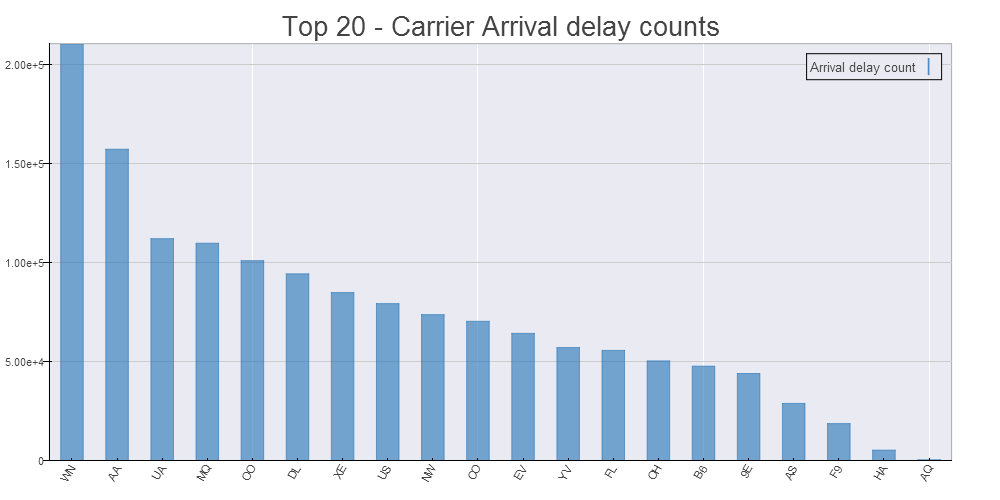 Top 20 - Carrier Arrival delay counts
Arrival delay count
2.00e+5
1.50e+5
1.00e+5
5.00e+4
0
WN AA UA MQ OO DL XE US NW CO EV YV FL OH B6 9E AS F9 HA AQ